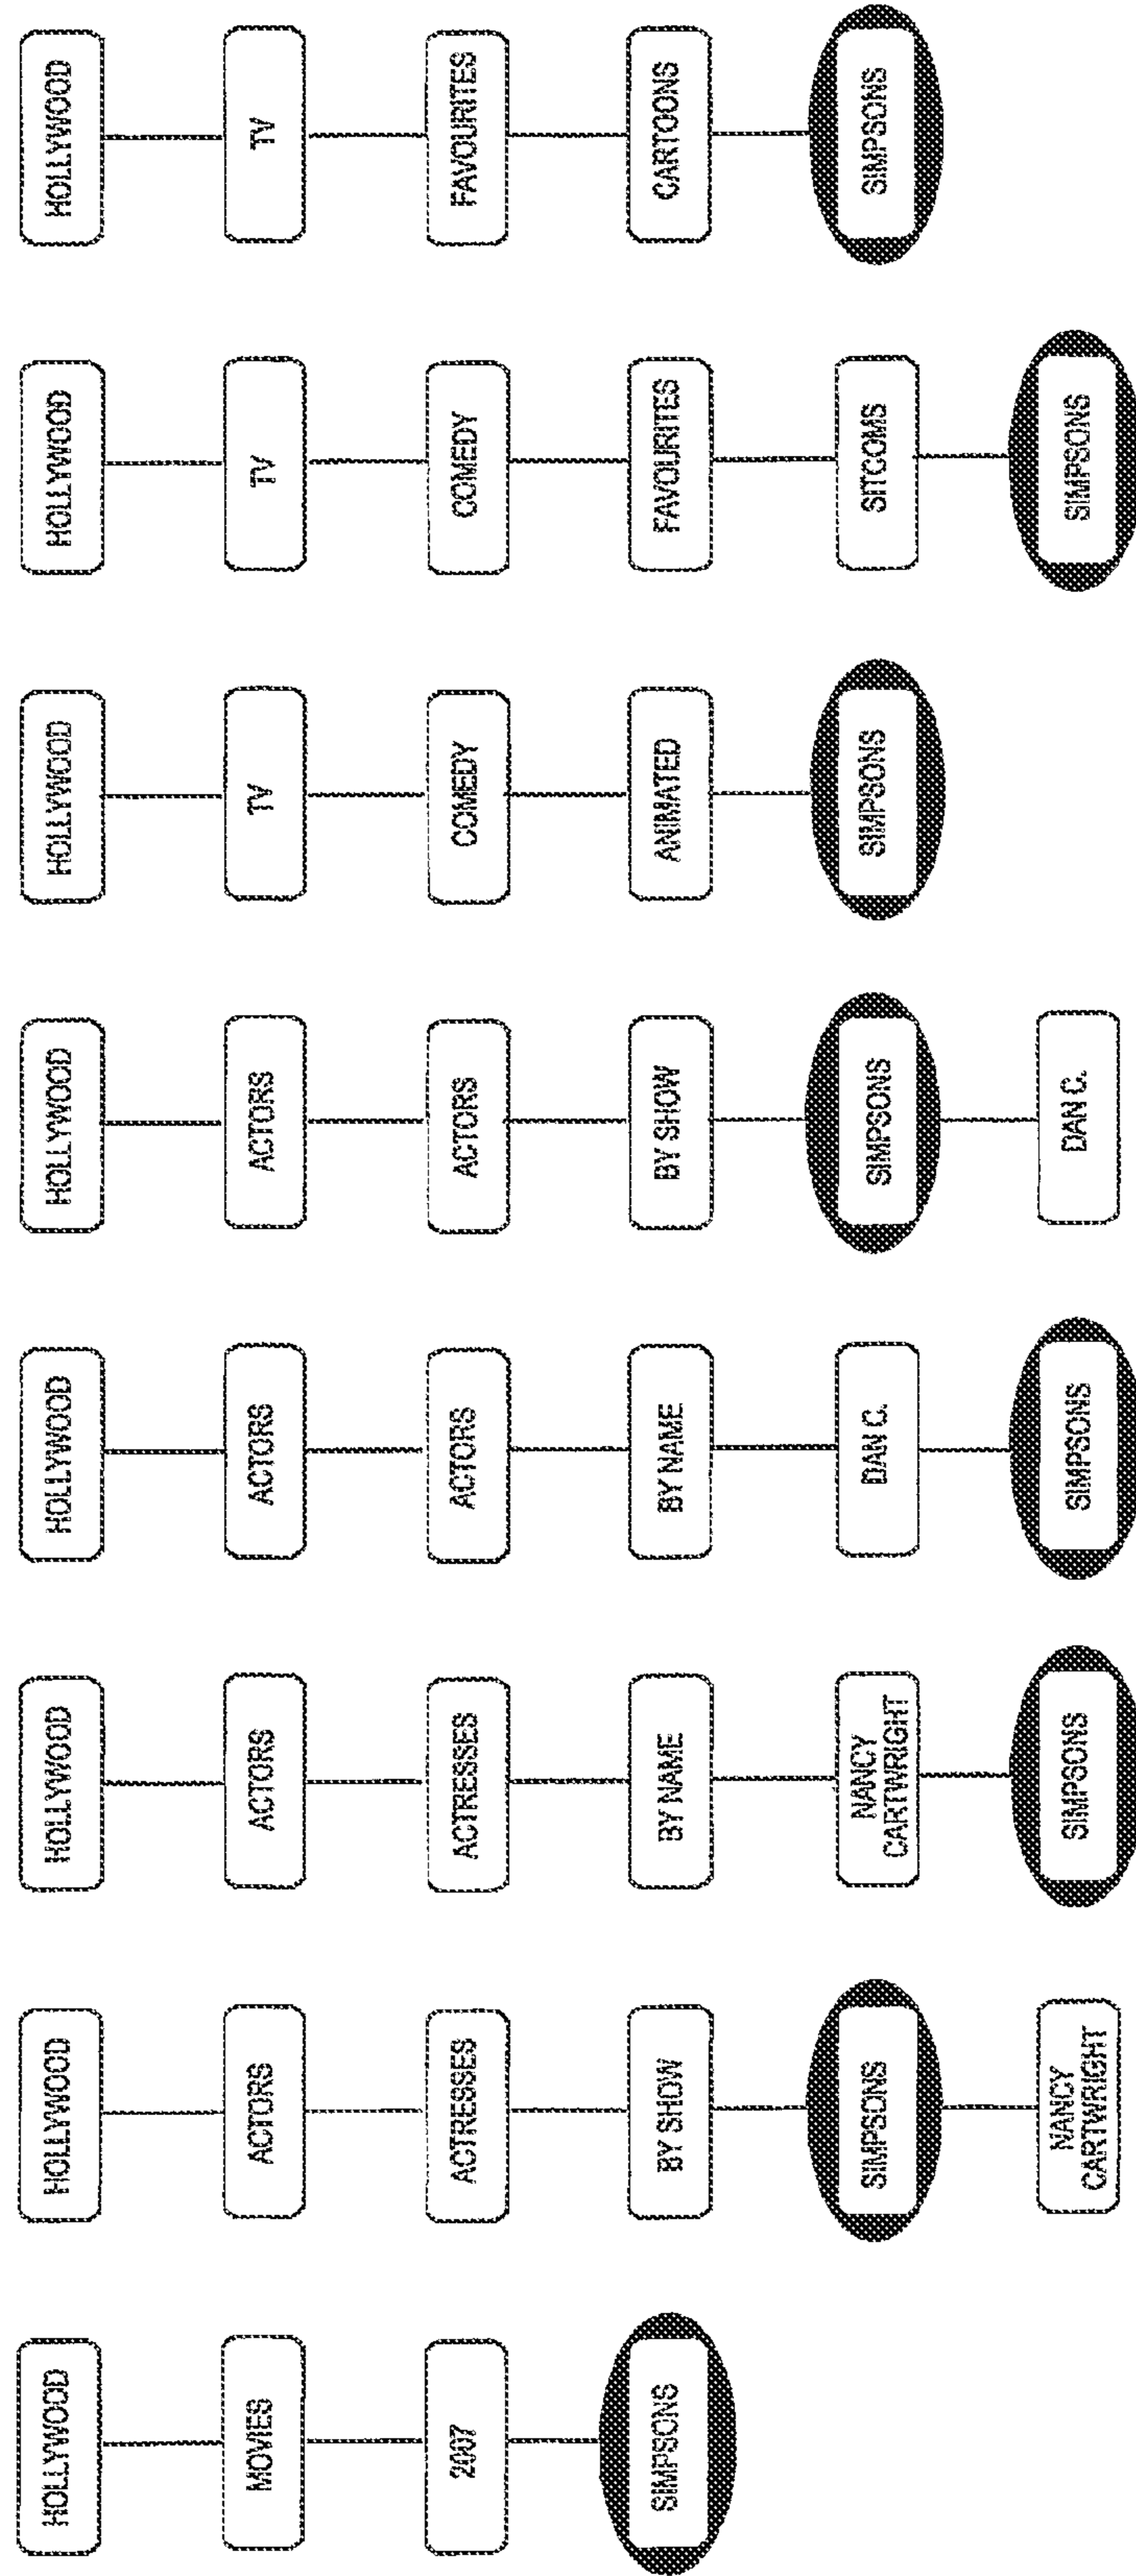 HOLLYWOOD
MOVIES
2007
SIMPSONS
HOLLYWOOD
ACTORS
ACTRESSES
BY SHOW
SIMPSONS
NANCY
CARTWRIGHT
HOLLYWOOD
ACTORS
ACTRESSES
BY NAME
NANCY
CARTWRIGHT
SIMPSONS
HOLLYWOOD
ACTORS
ACTORS
BY NAME
DAN C.
SIMPSONS
HOLLYWOOD
ACTORS
ACTORS
BY SHOW
SIMPSONS
DAN C.
HOLLYWOOD
TV
COMEDY
ANIMATED
SIMPSONS
HOLLYWOOD
TV
COMEDY
FAVOURITES
SITCOMS
SIMPSONS
HOLLYWOOD
TV
FAVOURITES
CARTOONS
SIMPSONS